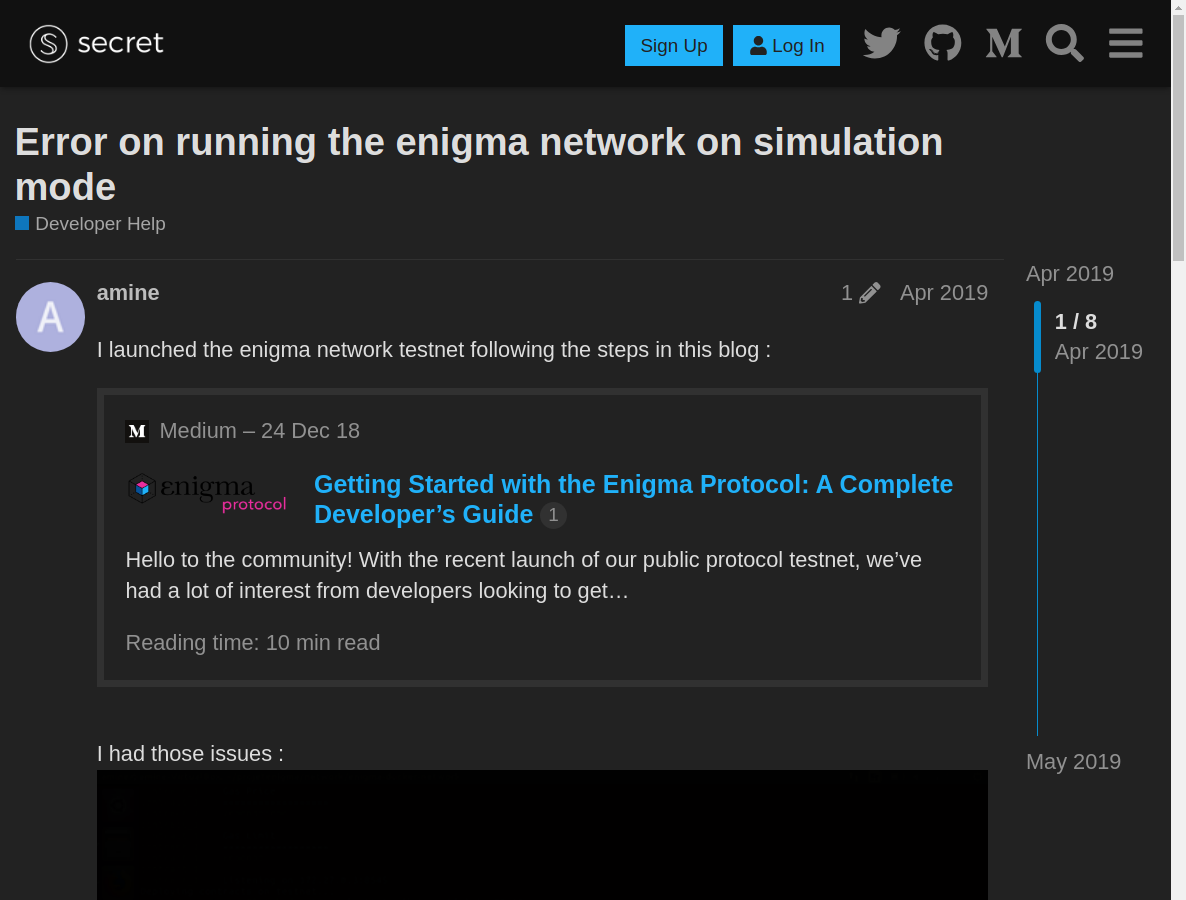 secret
Sign Up
Log In
Error on running the enigma network on simulation
mode
Developer Help
Apr 2019
A
amine
1
Apr 2019
1 / 8
Apr 2019
I launched the enigma network testnet following the steps in this blog :
M Medium – 24 Dec 18
enigma
protocol
Getting Started with the Enigma Protocol: A Complete
Developer’s Guide 1
Hello to the community! With the recent launch of our public protocol testnet, we’ve
had a lot of interest from developers looking to get…
Reading time: 10 min read
I had those issues :
May 2019